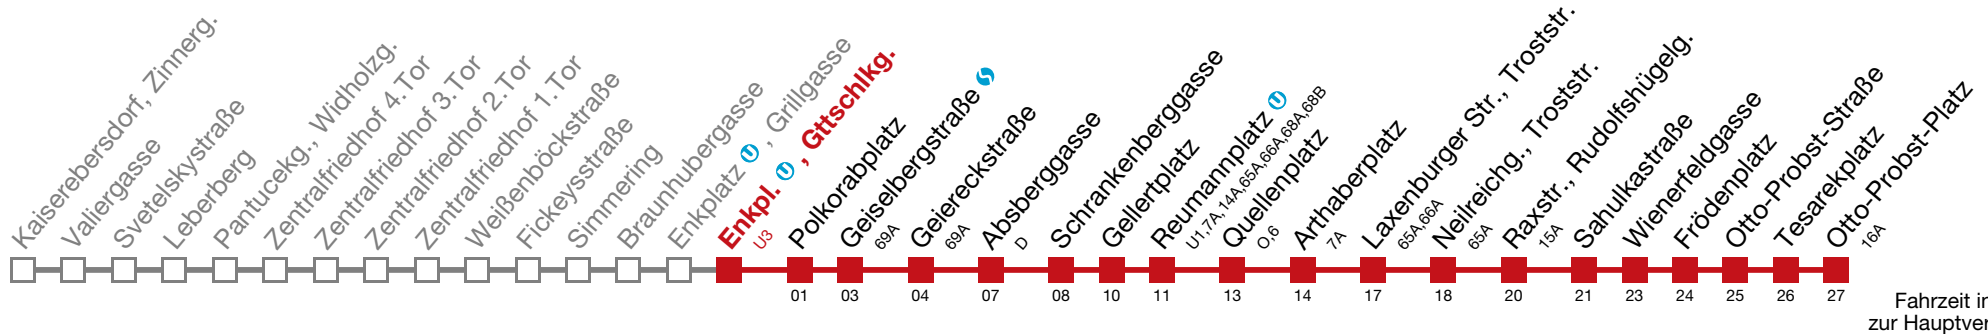 Kaiserebersdorf, Zinnerg.
Valiergasse
Svetelskystraße
Leberberg
Pantucekg., Widholzg.
Zentralfriedhof 4.Tor
Zentralfriedhof 3.Tor
Zentralfriedhof 2.Tor
Zentralfriedhof 1.Tor
Weißenböckstraße
Fickeysstraße
Simmering
Braunhubergasse
Enkplatz U, Grillgasse
Enkpl. U, Gttschlkg.
U3
Polkorabplatz
Geiselbergstraße S
69A
Geiereckstraße
69A
Absberggasse
D
Schrankenberggasse
Gellertplatz
Reumannplatz U
U1,7A,14A,65A,66A,68A,68B
Quellenplatz
O,6
Arthaberplatz
7A
Laxenburger Str., Troststr.
65A,66A
Neilreichg., Troststr.
65A
Raxstr., Rudolfshügelg.
15A
Sahulkastraße
Wienerfeldgasse
Frödenplatz
Otto-Probst-Straße
Tesarekplatz
Otto-Probst-Platz
16A
01 03 04 07 08 10 11 13 14 17 18 20 21 23 24 25 26 27
Fahrzeit in
zur Hauptver